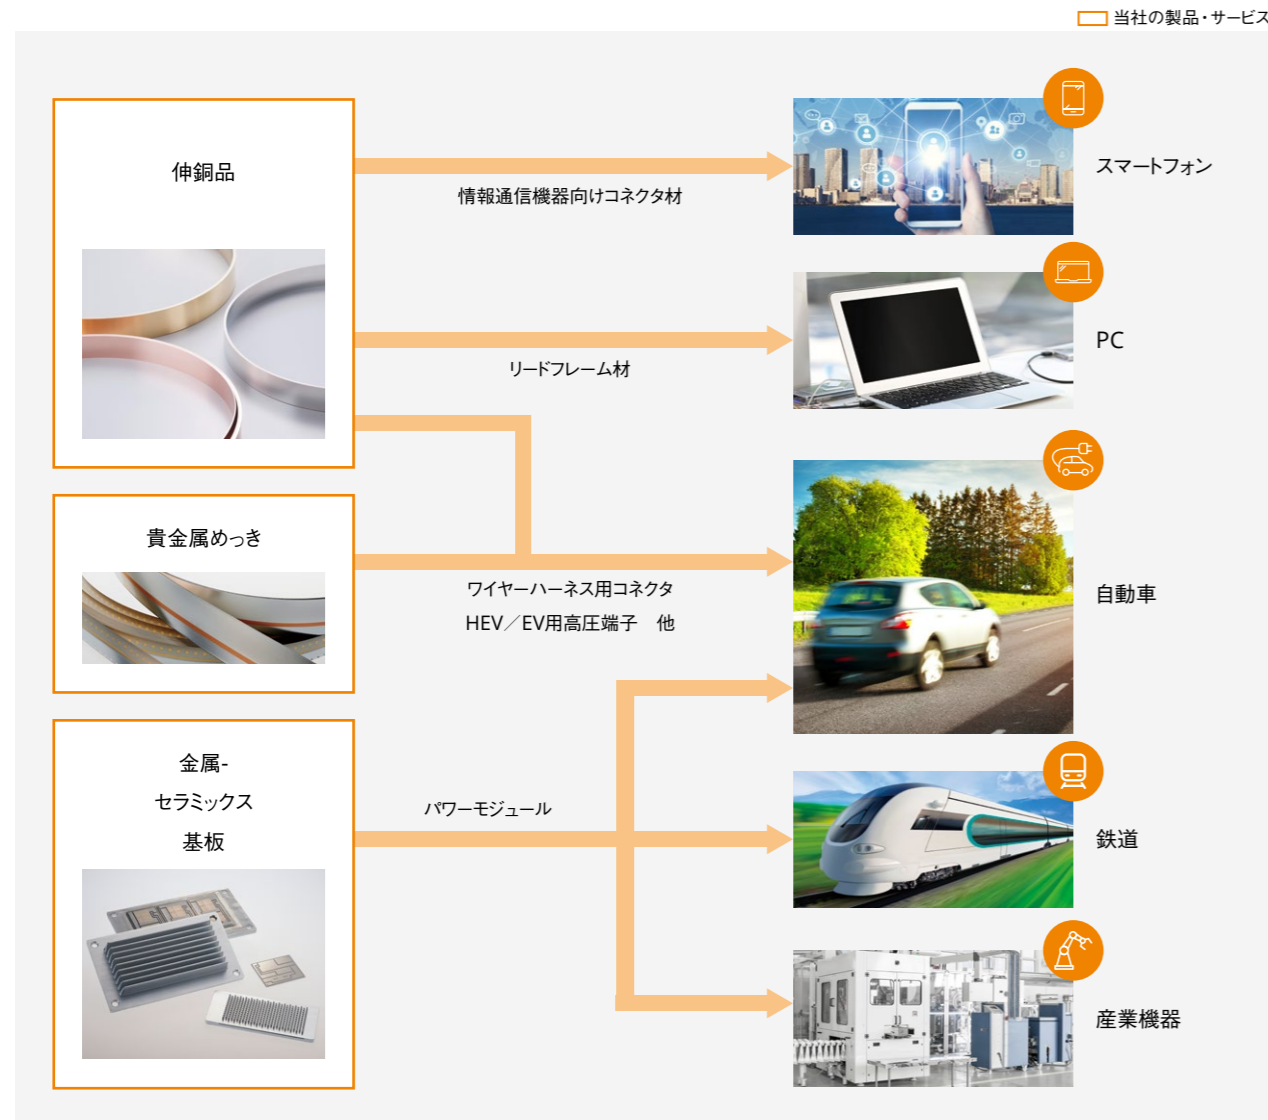 当社の製品・サービス
伸銅品
情報通信機器向けコネクタ材
スマートフォン
リードフレーム材
PC
貴金属めっき
ワイヤーハーネス用コネクタ
HEV／EV用高圧端子　他
自動車
金属-
セラミックス
基板
パワーモジュール
鉄道
産業機器